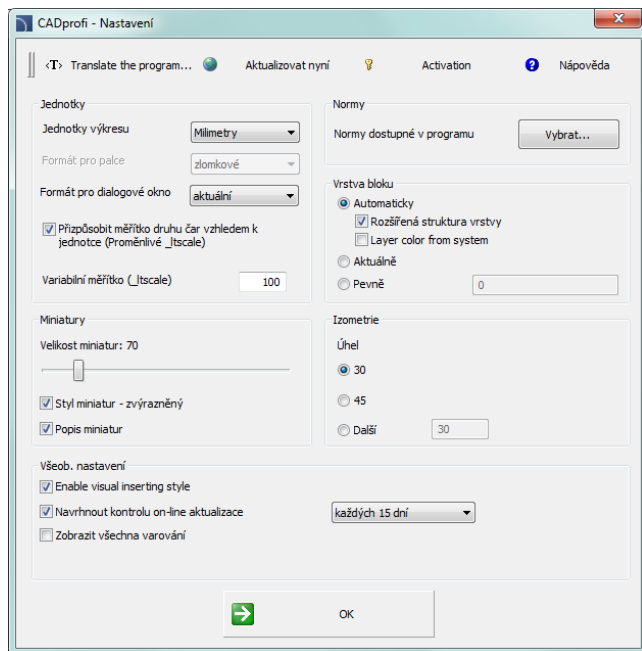 CADprofi - Nastavení
<T> Translate the program... Aktualizovat nyní Activation Nápověda
Jednotky
Jednotky výkresu Milimetry
Formát pro palce zlomkové
Formát pro dialogové okno aktuální
Přizpůsobit měřítko druhu čar vzhledem k
jednotce (Proměnlivé _ltscale)
Variabilní měřítko (_ltscale) 100
Normy
Normy dostupné v programu Vybrat...
Vrstva bloku
Automaticky
Rozšířená struktura vrstvy
Layer color from system
Aktuálně
Pevně 0
Miniatury
Velikost miniatur: 70
Styl miniatur - zvýrazněný
Popis miniatur
Izometrie
Úhel
30
45
Další 30
Všeob. nastavení
Enable visual inserting style
Navrhnout kontrolu on-line aktualizace každých 15 dní
Zobrazit všechna varování
OK